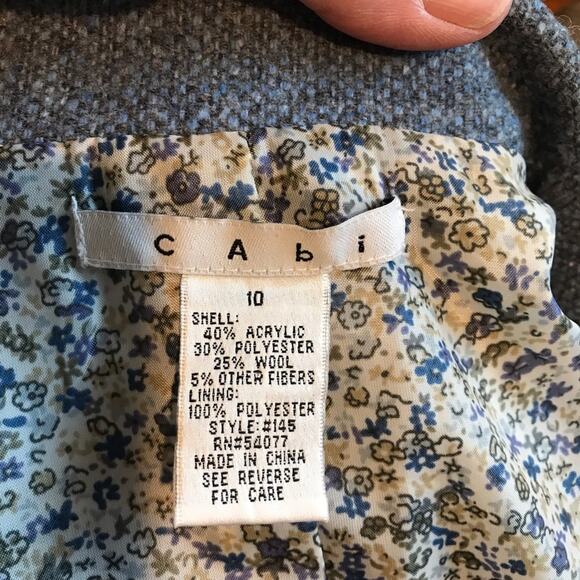 CAbi
10
SHELL:
40% ACRYLIC
30% POLYESTER
25% WOOL
5% OTHER FIBERS
LINING:
100% POLYESTER
STYLE:#145
RN#54077
MADE IN CHINA
SEE REVERSE
FOR CARE